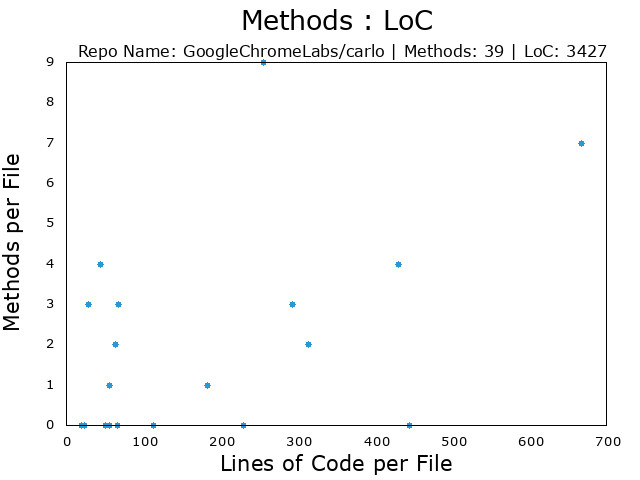 Methods : LoC
Repo Name: GoogleChromeLabs/carlo | Methods: 39 | LoC: 3427
9
8
7
6
5
4
3
2
1
0
Methods per File
0 100 200 300 400 500 600 700
Lines of Code per File